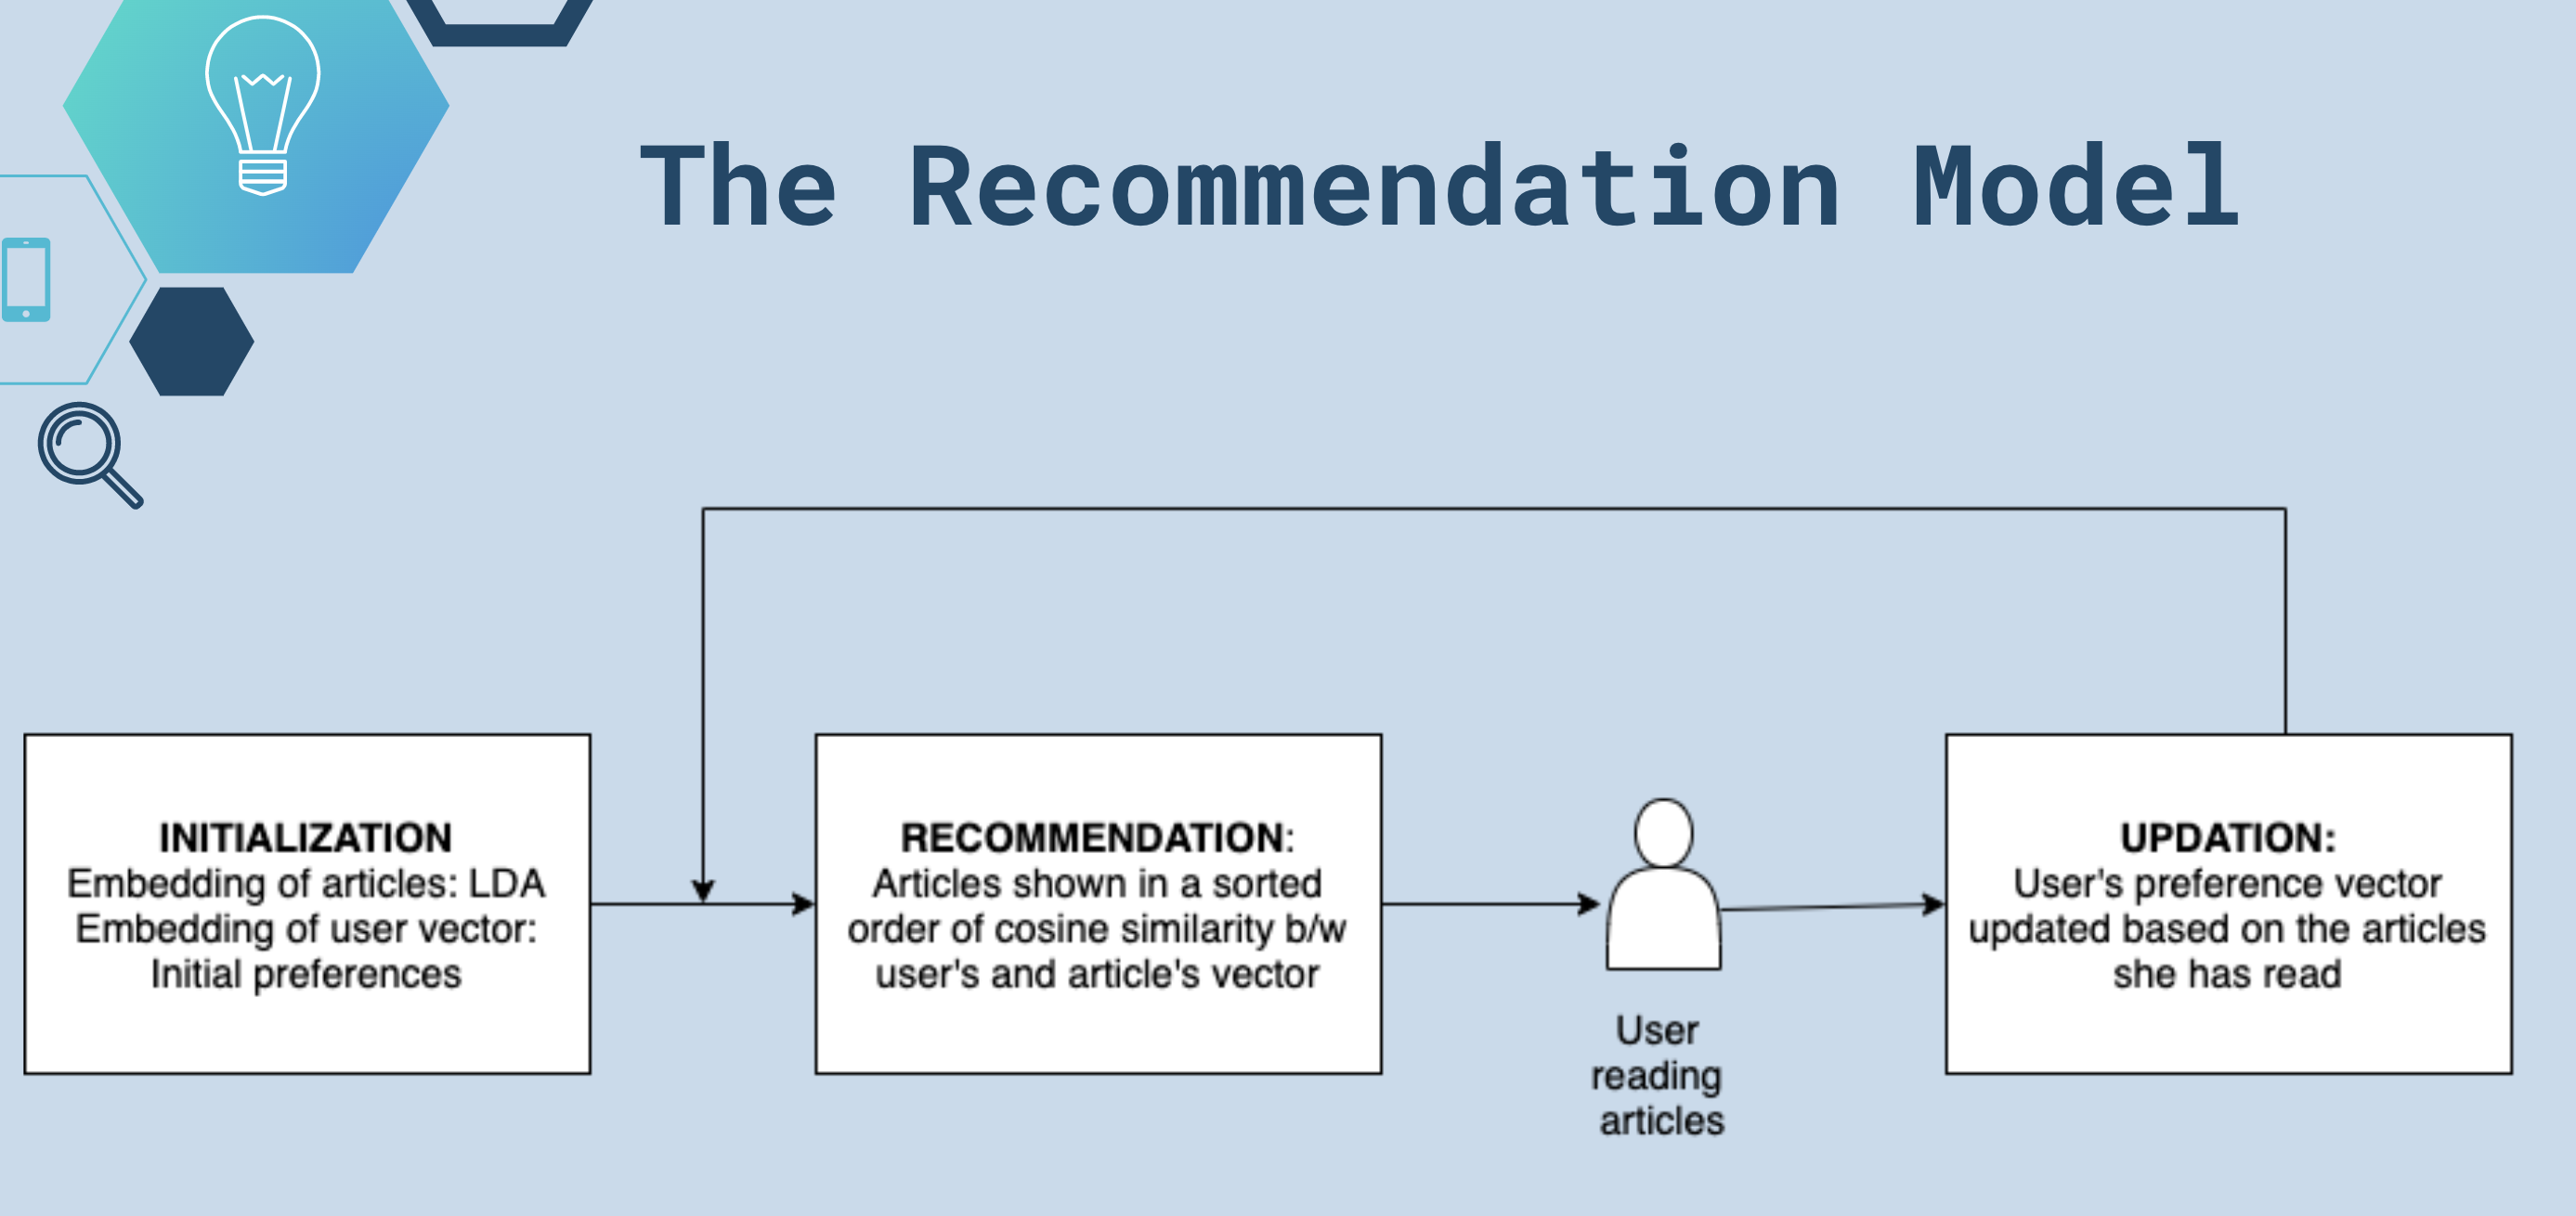 The Recommendation Model
INITIALIZATION
Embedding of articles: LDA
Embedding of user vector:
Initial preferences
RECOMMENDATION:
Articles shown in a sorted
order of cosine similarity b/w
user's and article's vector
User
reading
articles
UPDATION:
User's preference vector
updated based on the articles
she has read